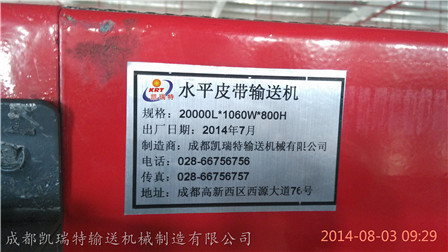 KRT
凯瑞特
水平皮带输送机
规格：20000L*1060W*800H
出厂日期：2014年7月
制造商：成都凯瑞特输送机械有限公司
电话：028-66756756
传真：028-66756757
地址：成都高新西区西源大道76号
成都凯瑞特输送机械制造有限公司
2014-08-03 09:29